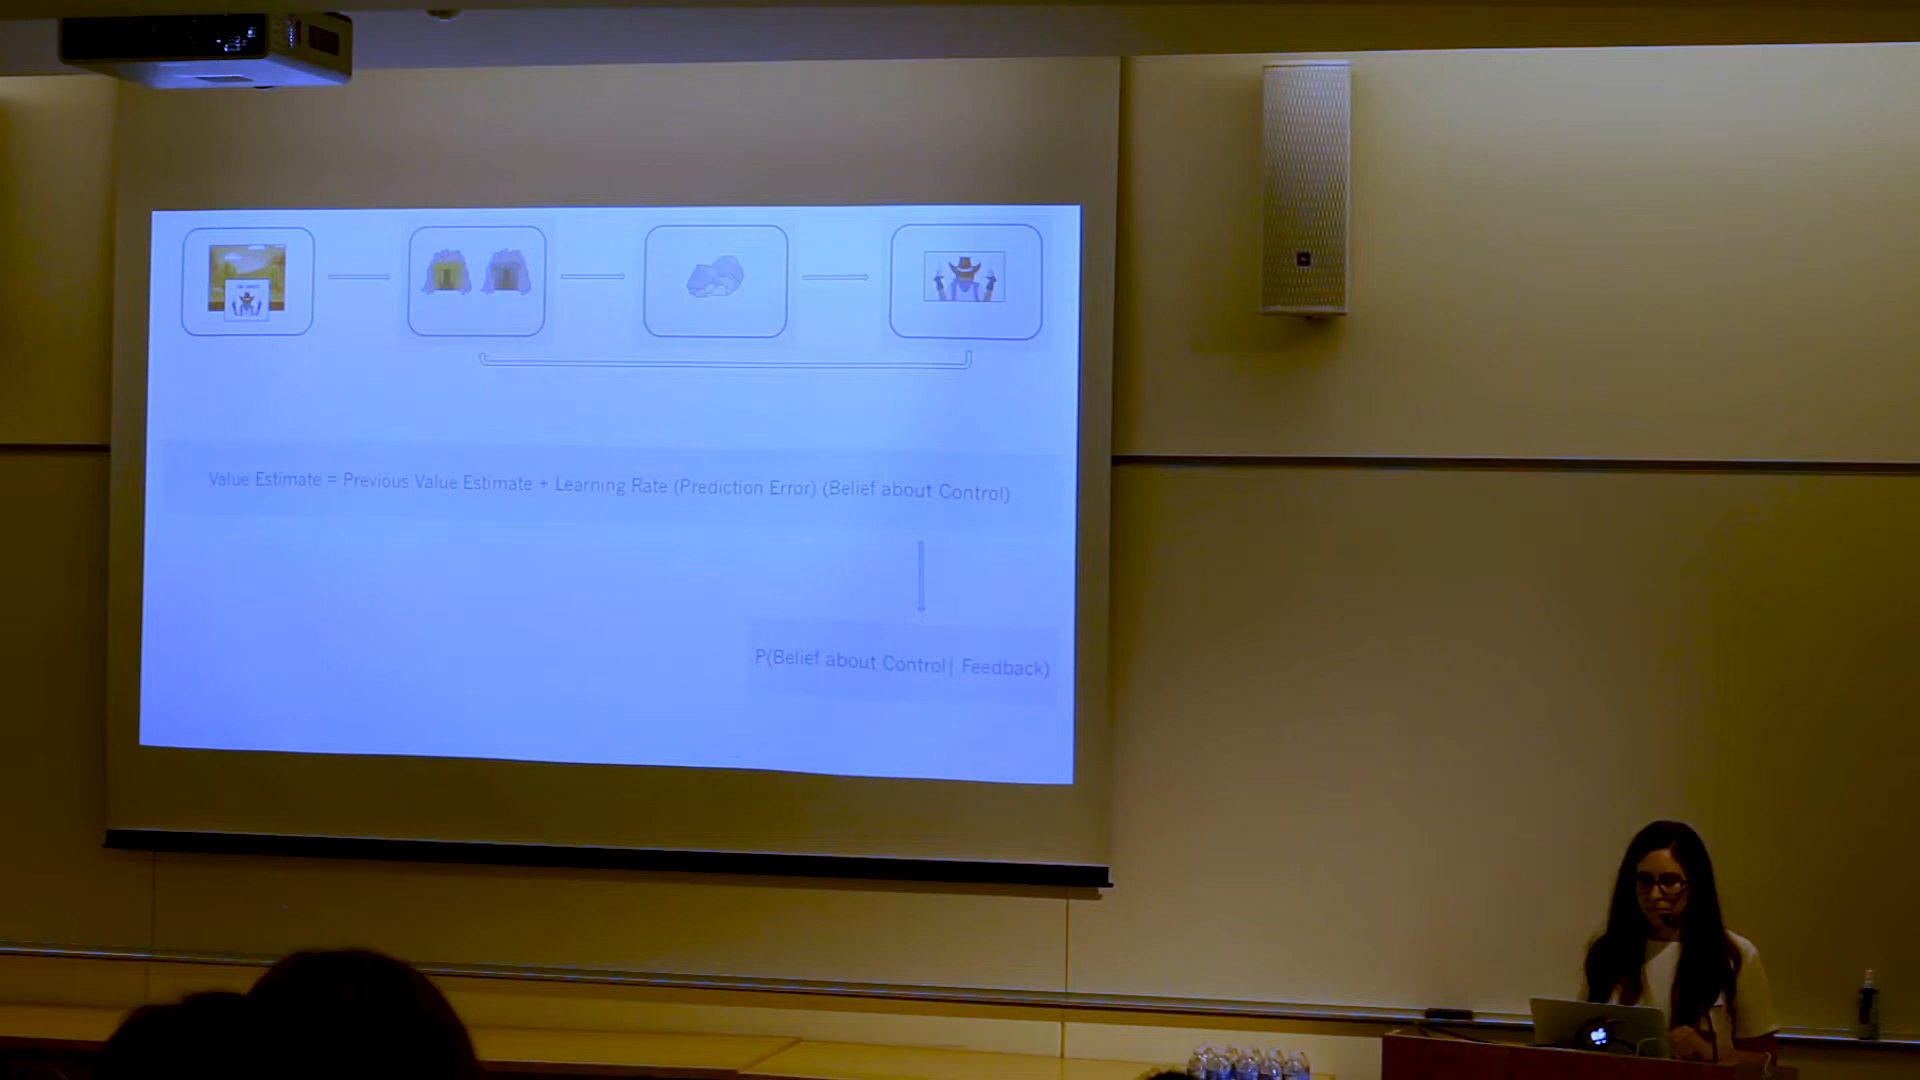 Value Estimate = Previous Value Estimate + Learning Rate (Prediction Error) (Belief about Control)
P(Belief about Control| Feedback)